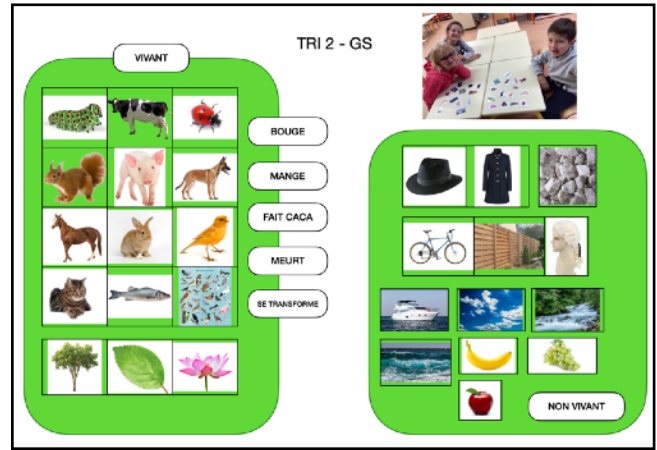 TRI 2 - GS
VIVANT
BOUGE
MANGE
FAIT CACA
MEURT
SE TRANSFORME
NON VIVANT